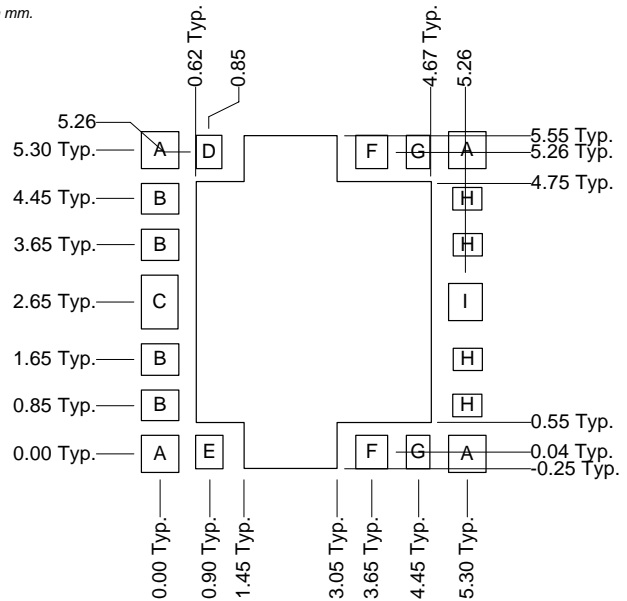 mm.
0.62 Typ.
0.85
4.67 Typ.
5.26
5.26
5.30 Typ.
A
D
F
G
A
5.55 Typ.
5.26 Typ.
4.75 Typ.
4.45 Typ.
B
H
3.65 Typ.
B
H
2.65 Typ.
C
I
1.65 Typ.
B
H
0.85 Typ.
B
H
0.55 Typ.
0.00 Typ.
A
E
F
G
A
0.04 Typ.
-0.25 Typ.
0.00 Typ.
0.90 Typ.
1.45 Typ.
3.05 Typ.
3.65 Typ.
4.45 Typ.
5.30 Typ.